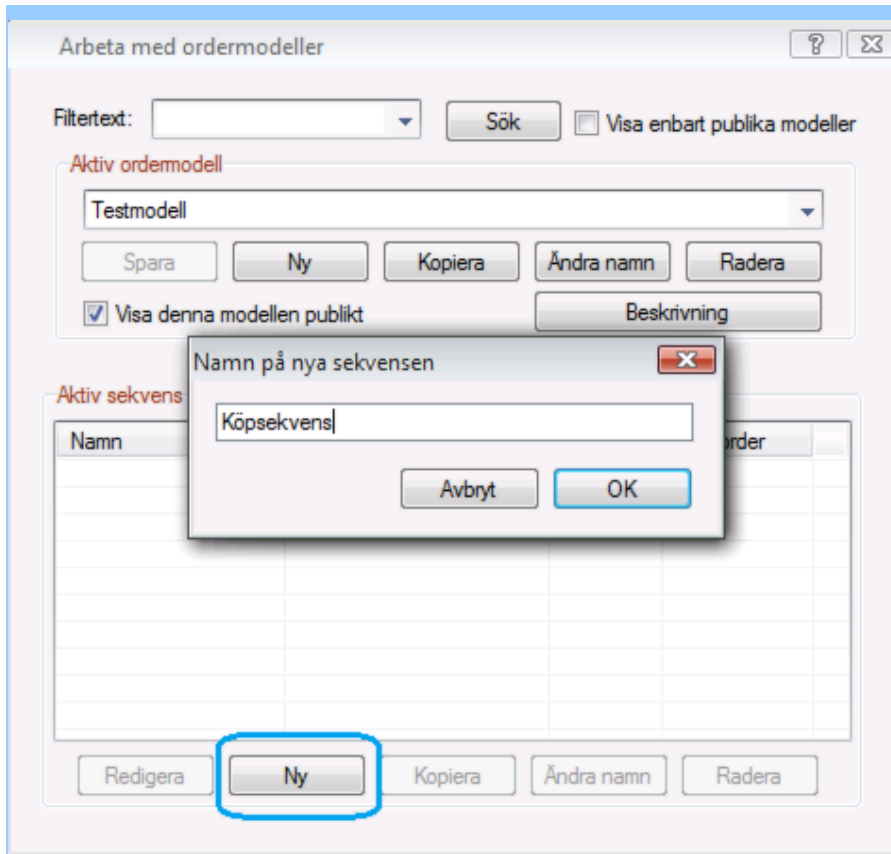 Arbeta med ordermodeller
Filtertext: Sök Visa enbart publika modeller
Aktiv ordermodell
Testmodell
Spara Ny Kopiera Ändra namn Radera
Visa denna modellen publikt Beskrivning
Namn på nya sekvensen
Aktiv sekvens
Köpsekvens
Namn
Avbryt OK
Redigera Ny Kopiera Ändra namn Radera